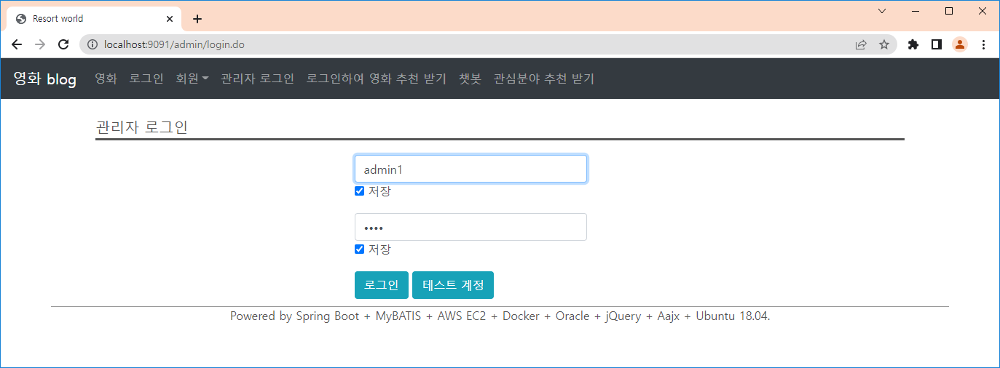 Resort world
localhost:9091/admin/login.do
영화 blog 영화 로그인 회원 관리자 로그인 로그인하여 영화 추천 받기 챗봇 관심분야 추천 받기
관리자 로그인
admin1
저장
••••
저장
로그인 테스트 계정
Powered by Spring Boot + MyBATIS + AWS EC2 + Docker + Oracle + jQuery + Aajx + Ubuntu 18.04.